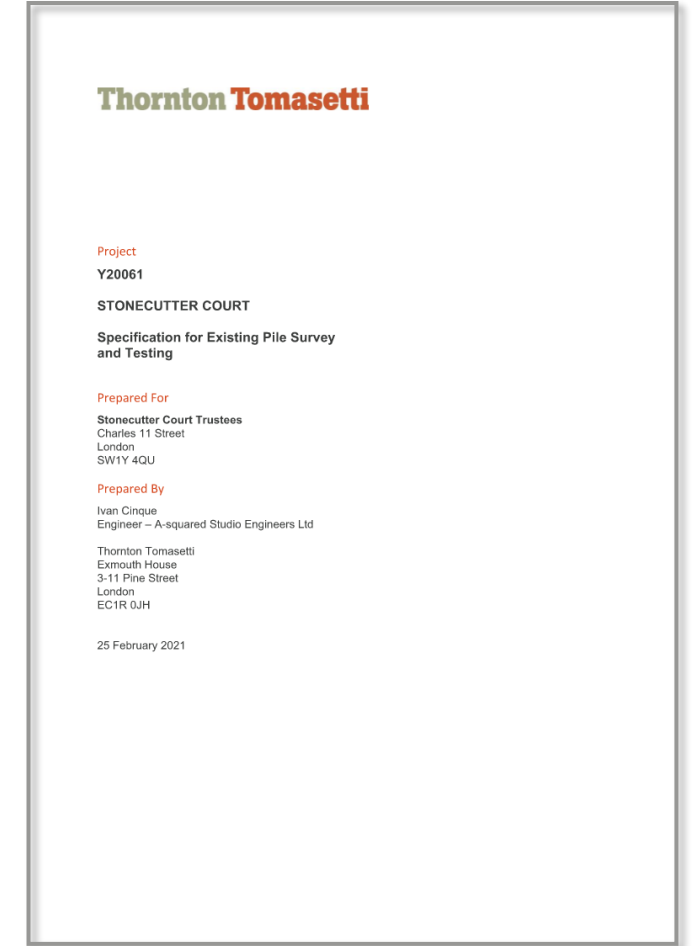 Thornton Tomasetti
Project
Y20061
STONECUTTER COURT
Specification for Existing Pile Survey
and Testing
Prepared For
Stonecutter Court Trustees
Charles 11 Street
London
SW1Y 4QU
Prepared By
Ivan Cinque
Engineer – A-squared Studio Engineers Ltd
Thornton Tomasetti
Exmouth House
3-11 Pine Street
London
EC1R 0JH
25 February 2021